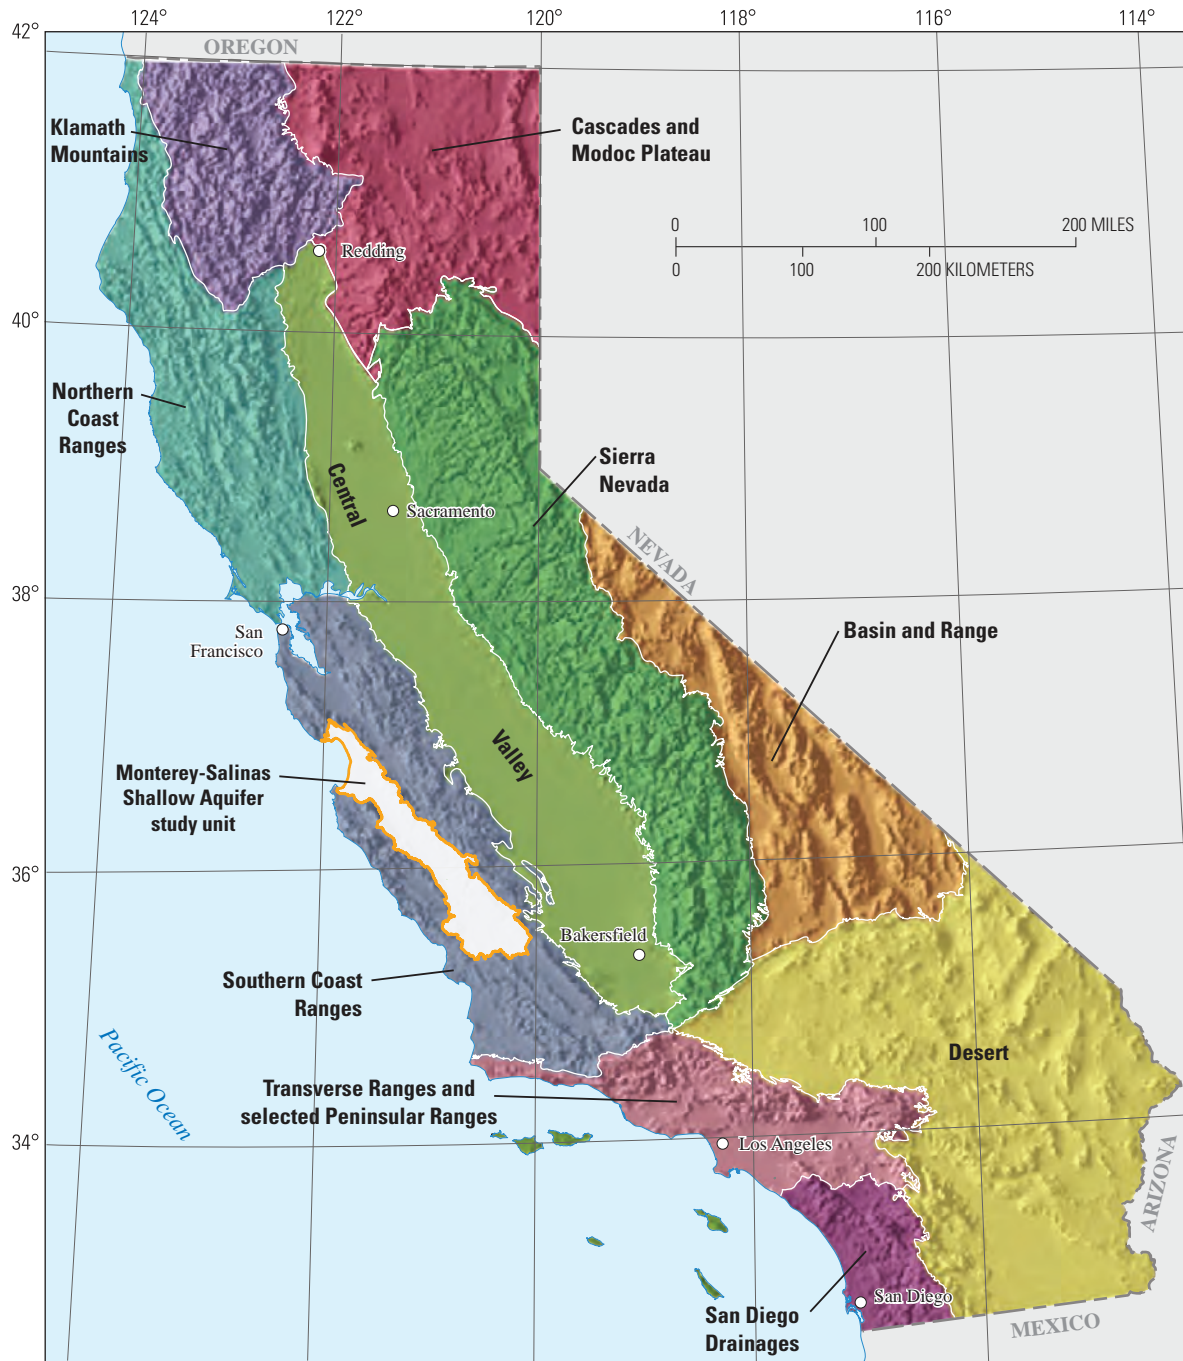 124°
122°
120°
118°
116°
114°
42°
OREGON
Klamath
Mountains
Cascades and
Modoc Plateau
0
100
200 MILES
0
100
200 KILOMETERS
Redding
40°
Northern
Coast
Ranges
Sierra
Nevada
Central
Sacramento
NEVADA
38°
San
Francisco
Basin and Range
Valley
Monterey-Salinas
Shallow Aquifer
study unit
36°
Bakersfield
Southern Coast
Ranges
Pacific Ocean
Desert
Transverse Ranges and
selected Peninsular Ranges
34°
Los Angeles
ARIZONA
San Diego
San Diego
Drainages
MEXICO